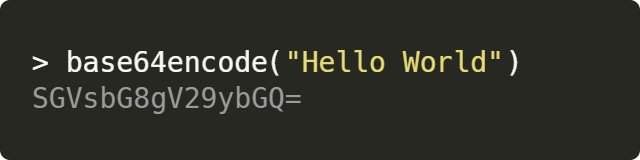 > base64encode("Hello World")
SGVsbG8gV29ybGQ=